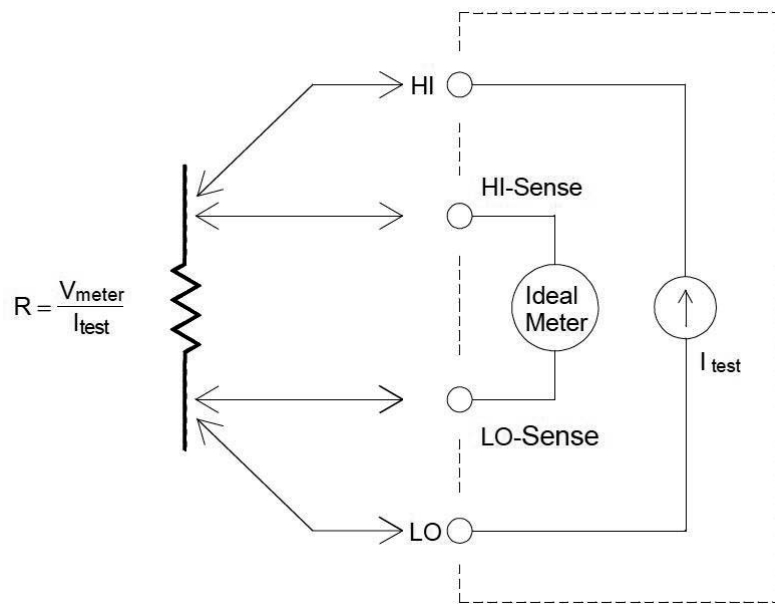 HI
HI-Sense
R = Vmeter / Itest
Ideal
Meter
I test
LO-Sense
LO